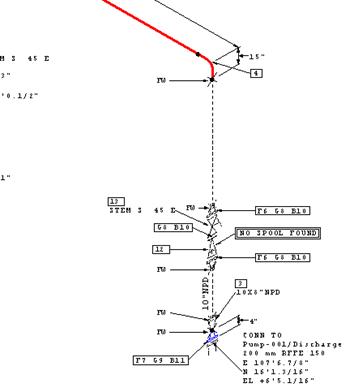 M S 45 E
15"
3"
4
FW
'0.1/2"
1"
13
STEM S 45 E
FW
F6 G8 B10
G8 B10
NO SPOOL FOUND
12
F6 G8 B10
FW
10"NPD
3
10X8"NPD
FW
4"
FW
CONN TO
Pump-001/Discharge
200 mm RFFE 150
E 107'6.7/8"
N 16'1.3/16"
EL +6'5.1/16"
F7 G9 B11